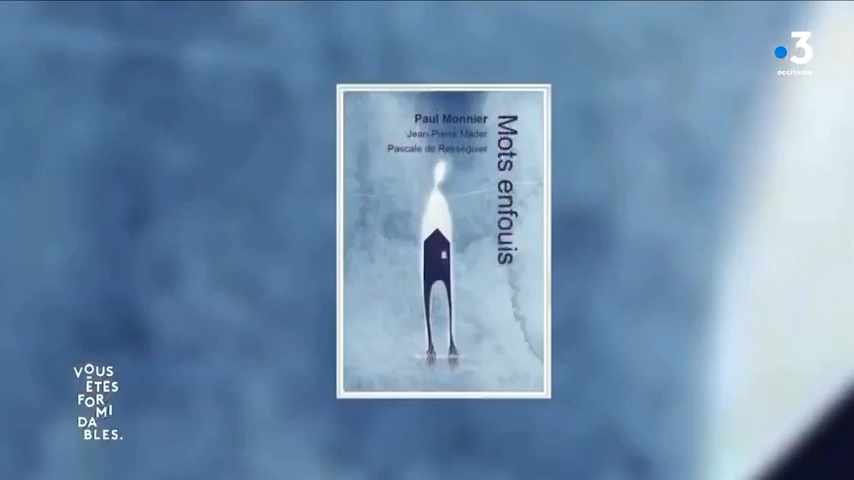 3
occitanie
Paul Monnier
Jean-Pierre Mader
Pascale de Rességuier
Mots enfouis
VOUS
ÊTES
FOR
MI
DA
BLES.